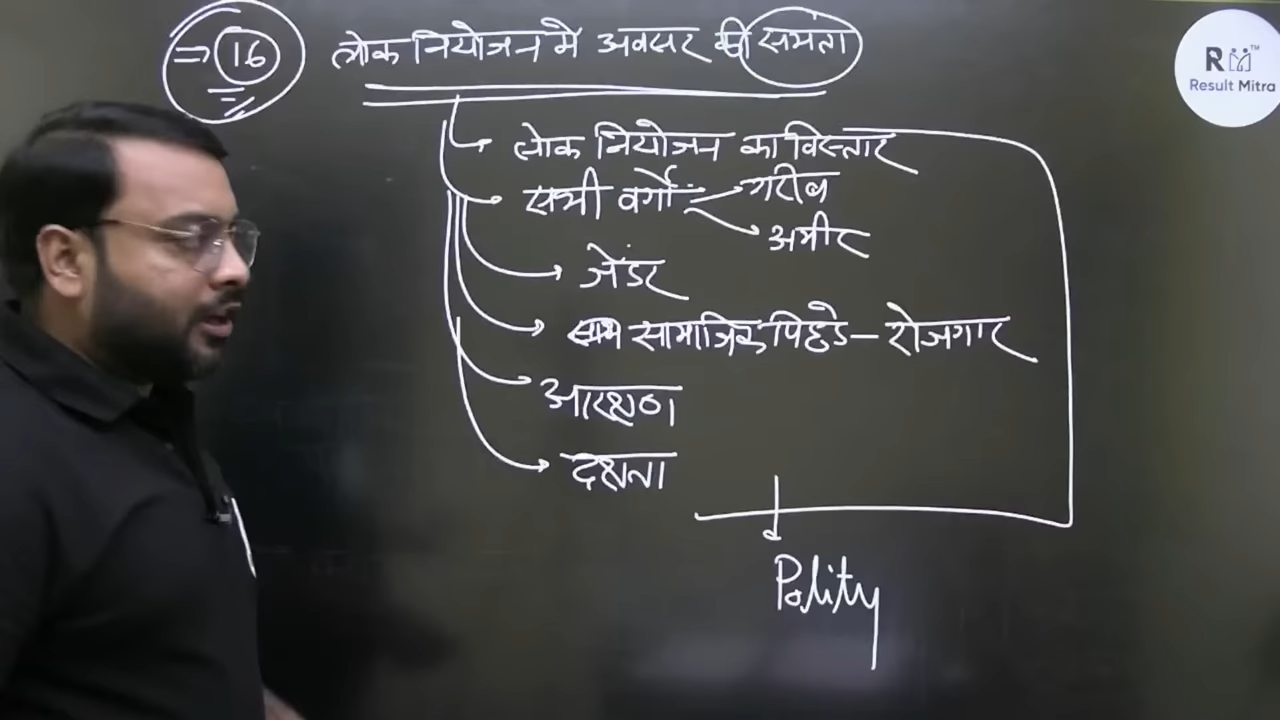 ⇒ 16 लोक नियोजन में अवसर की समता
R ™
Result Mitra
लोक नियोजन का विस्तार
सभी वर्गों गरीब
अमीर
जेंडर
सामाजिक पिछड़े – रोजगार
आरक्षण
दक्षता
Polity